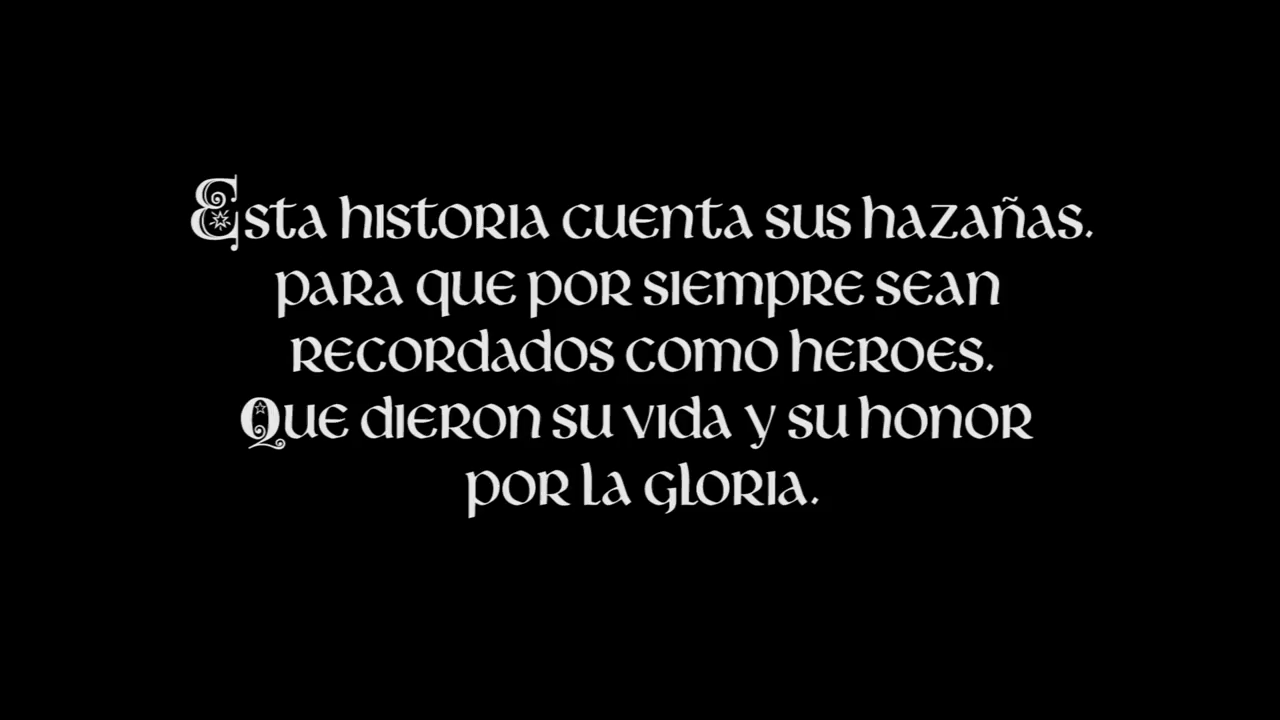 Esta historia cuenta sus hazañas.
para que por siempre sean
recordados como heroes.
Que dieron su vida y su honor
por la gloria.